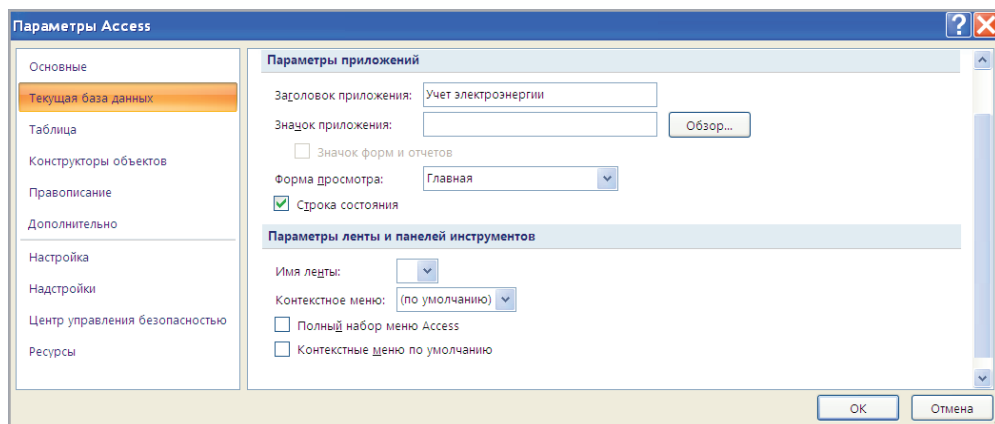 Параметры Access
Основные
Текущая база данных
Таблица
Конструкторы объектов
Правописание
Дополнительно
Настройка
Надстройки
Центр управления безопасностью
Ресурсы
Параметры приложений
Заголовок приложения: Учет электроэнергии
Значок приложения: Обзор...
Значок форм и отчетов
Форма просмотра: Главная
Строка состояния
Параметры ленты и панелей инструментов
Имя ленты:
Контекстное меню: (по умолчанию)
Полный набор меню Access
Контекстные меню по умолчанию
ОК Отмена